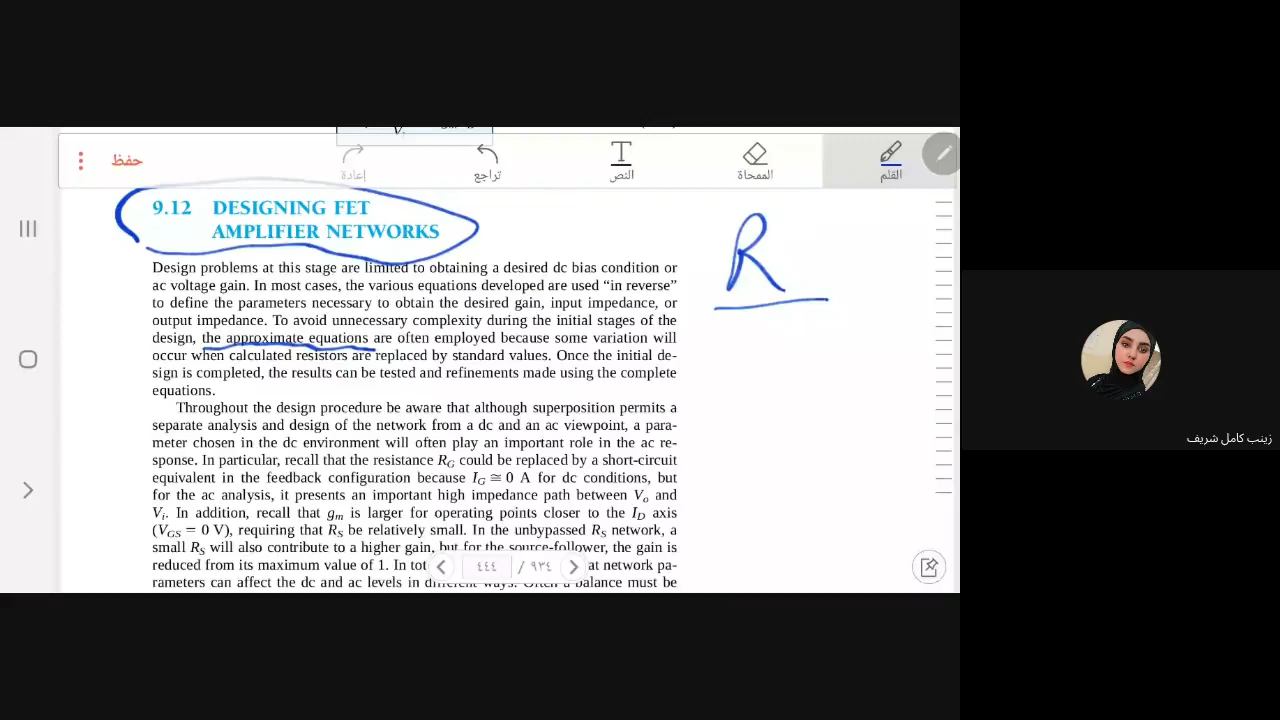 V
حفظ
إعادة
تراجع
النص
الممحاة
القلم
9.12 DESIGNING FET
AMPLIFIER NETWORKS
R
Design problems at this stage are limited to obtaining a desired dc bias condition or
ac voltage gain. In most cases, the various equations developed are used “in reverse”
to define the parameters necessary to obtain the desired gain, input impedance, or
output impedance. To avoid unnecessary complexity during the initial stages of the
design, the approximate equations are often employed because some variation will
occur when calculated resistors are replaced by standard values. Once the initial de-
sign is completed, the results can be tested and refinements made using the complete
equations.
Throughout the design procedure be aware that although superposition permits a
separate analysis and design of the network from a dc and an ac viewpoint, a para-
meter chosen in the dc environment will often play an important role in the ac re-
sponse. In particular, recall that the resistance RG could be replaced by a short-circuit
equivalent in the feedback configuration because IG ≅ 0 A for dc conditions, but
for the ac analysis, it presents an important high impedance path between Vo and
Vi. In addition, recall that gm is larger for operating points closer to the ID axis
(VGS = 0 V), requiring that RS be relatively small. In the unbypassed RS network, a
small RS will also contribute to a higher gain, but for the source-follower, the gain is
reduced from its maximum value of 1. In tot at network pa-
rameters can affect the dc and ac levels in different ways. Often a balance must be
٤٤٤ / ٩٣٤
زينب كامل شريف